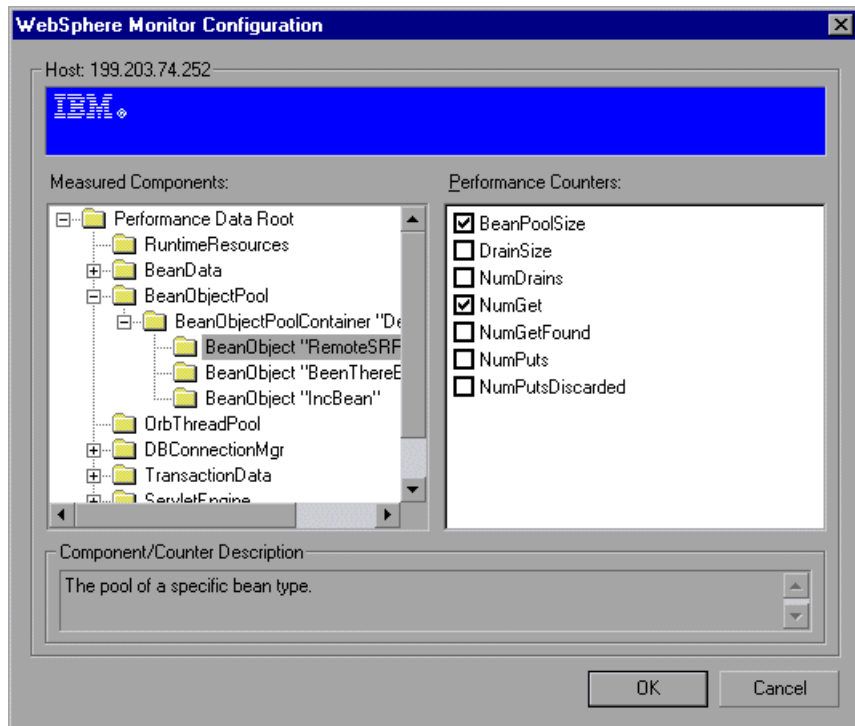 WebSphere Monitor Configuration
Host: 199.203.74.252
IBM®
Measured Components:
Performance Data Root
RuntimeResources
BeanData
BeanObjectPool
BeanObjectPoolContainer "De
BeanObject "RemoteSRF
BeanObject "BeenThereE
BeanObject "IncBean"
OrbThreadPool
DBConnectionMgr
TransactionData
ServletEngine
Performance Counters:
BeanPoolSize
DrainSize
NumDrains
NumGet
NumGetFound
NumPuts
NumPutsDiscarded
Component/Counter Description
The pool of a specific bean type.
OK
Cancel